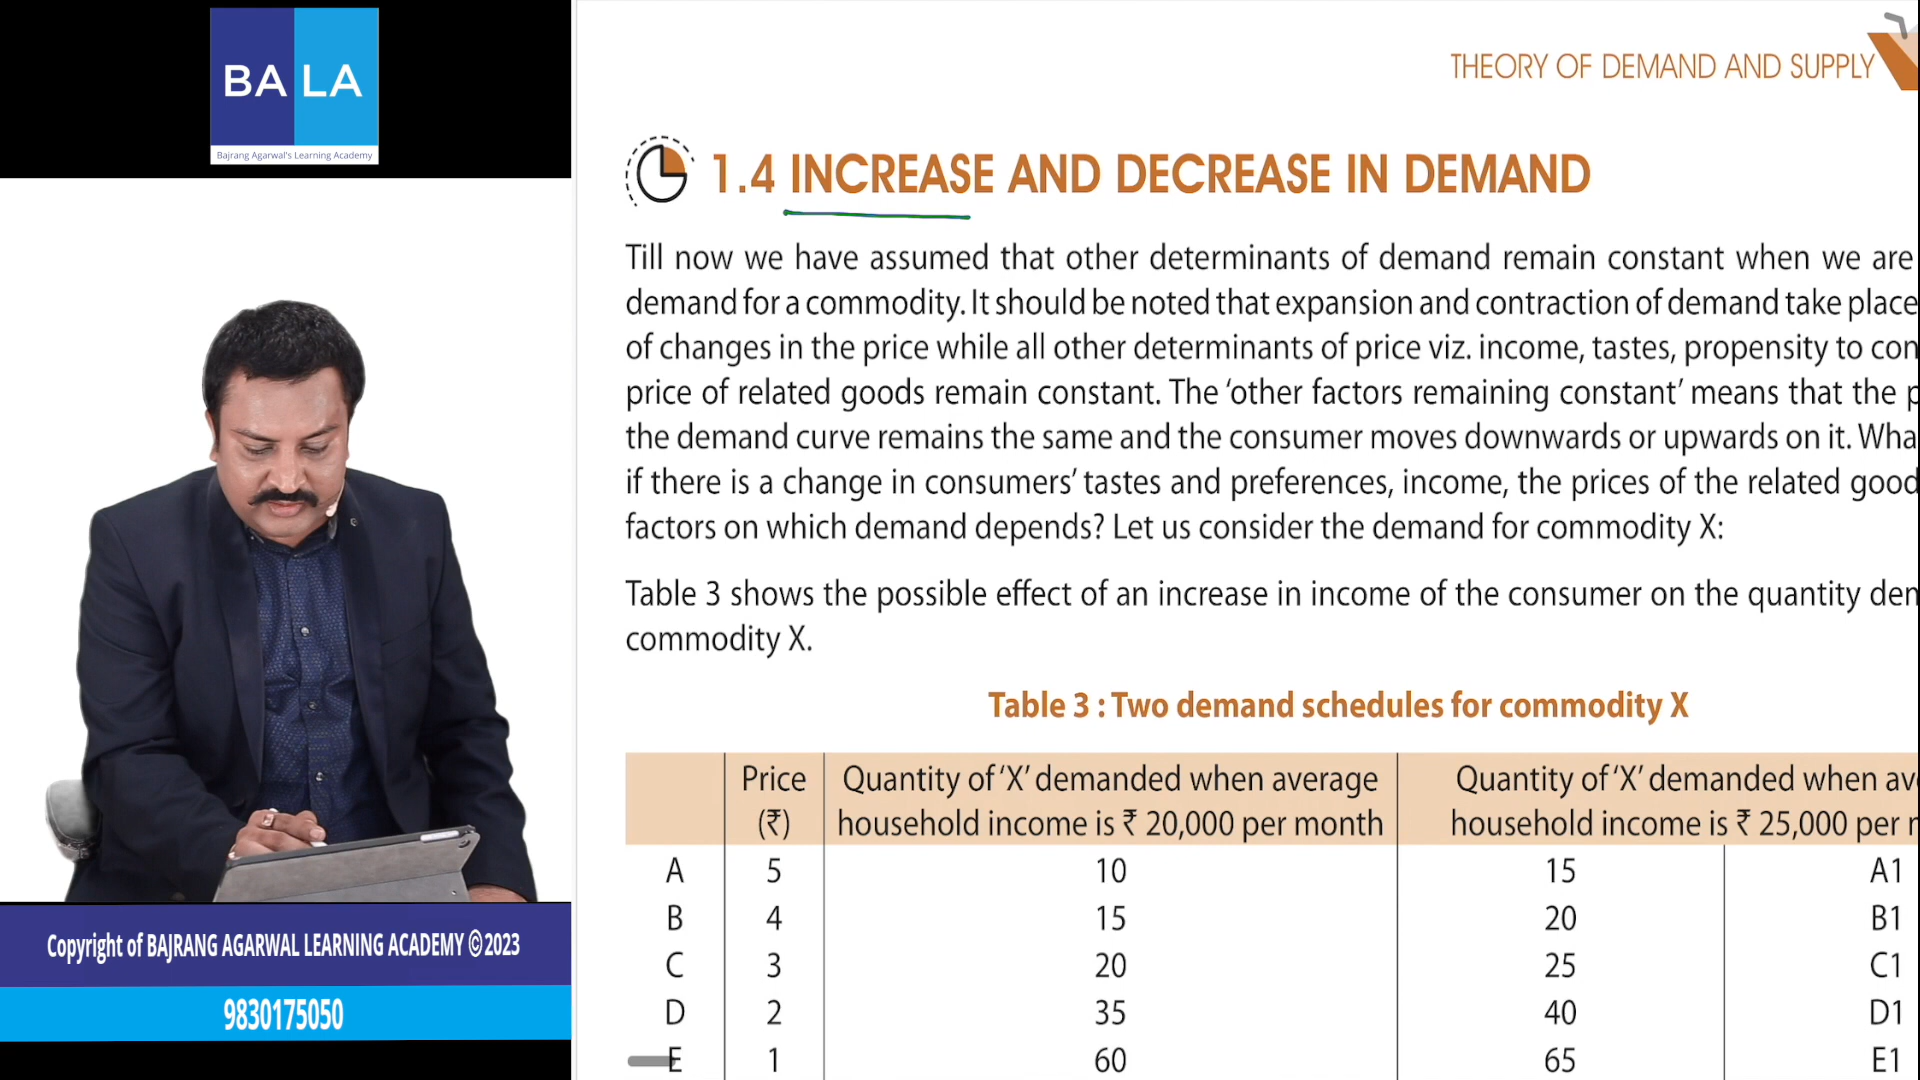 BA LA
Bajrang Agarwal's Learning Academy
THEORY OF DEMAND AND SUPPLY
1.4 INCREASE AND DECREASE IN DEMAND
Till now we have assumed that other determinants of demand remain constant when we are
demand for a commodity. It should be noted that expansion and contraction of demand take place
of changes in the price while all other determinants of price viz. income, tastes, propensity to con
price of related goods remain constant. The ‘other factors remaining constant’ means that the p
the demand curve remains the same and the consumer moves downwards or upwards on it. Wha
if there is a change in consumers’ tastes and preferences, income, the prices of the related good
factors on which demand depends? Let us consider the demand for commodity X:
Table 3 shows the possible effect of an increase in income of the consumer on the quantity dem
commodity X.
Table 3 : Two demand schedules for commodity X
Price Quantity of ‘X’ demanded when average Quantity of ‘X’ demanded when av
(₹) household income is ₹ 20,000 per month household income is ₹ 25,000 per
A 5 10 15 A1
B 4 15 20 B1
C 3 20 25 C1
D 2 35 40 D1
E 1 60 65 E1
Copyright of BAJRANG AGARWAL LEARNING ACADEMY ©2023
9830175050